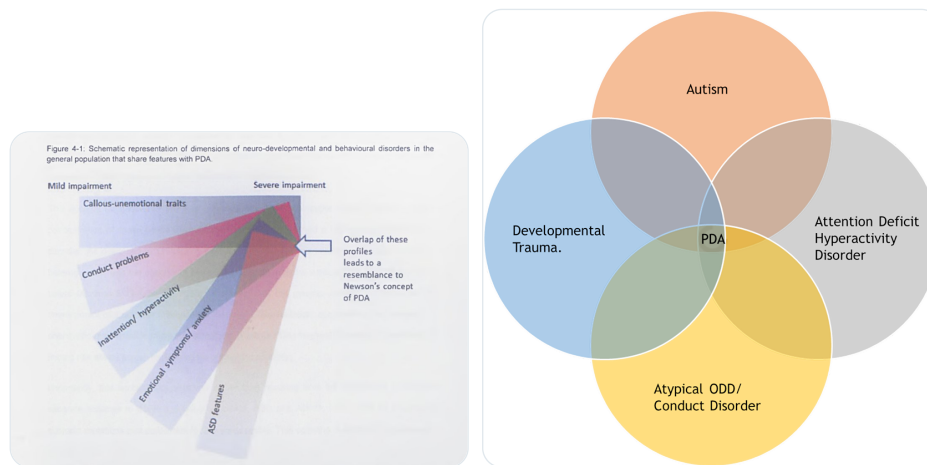 Figure 4-1: Schematic representation of dimensions of neuro-developmental and behavioural disorders in the
general population that share features with PDA.
Mild impairment
Severe impairment
Callous-unemotional traits
Conduct problems
Inattention/ hyperactivity
Emotional symptoms/ anxiety
ASD features
Overlap of these
profiles
leads to a
resemblance to
Newson's concept
of PDA
Autism
Developmental
Trauma.
PDA
Attention Deficit
Hyperactivity
Disorder
Atypical ODD/
Conduct Disorder